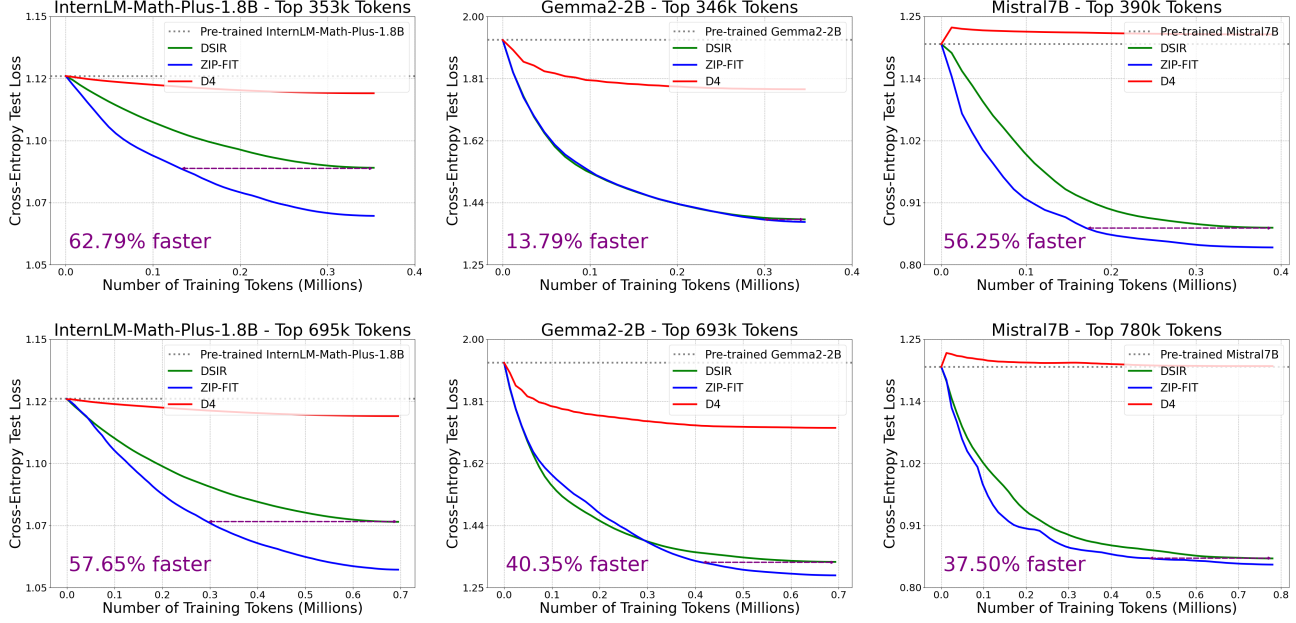 InternLM-Math-Plus-1.8B - Top 353k Tokens
Cross-Entropy Test Loss
1.15
1.12
1.10
1.07
1.05
Pre-trained InternLM-Math-Plus-1.8B
DSIR
ZIP-FIT
D4
62.79% faster
0.0 0.1 0.2 0.3 0.4
Number of Training Tokens (Millions)
Gemma2-2B - Top 346k Tokens
Cross-Entropy Test Loss
2.00
1.81
1.62
1.44
1.25
Pre-trained Gemma2-2B
DSIR
ZIP-FIT
D4
13.79% faster
0.0 0.1 0.2 0.3 0.4
Number of Training Tokens (Millions)
Mistral7B - Top 390k Tokens
Cross-Entropy Test Loss
1.25
1.14
1.02
0.91
0.80
Pre-trained Mistral7B
DSIR
ZIP-FIT
D4
56.25% faster
0.0 0.1 0.2 0.3 0.4
Number of Training Tokens (Millions)
InternLM-Math-Plus-1.8B - Top 695k Tokens
Cross-Entropy Test Loss
1.15
1.12
1.10
1.07
1.05
Pre-trained InternLM-Math-Plus-1.8B
DSIR
ZIP-FIT
D4
57.65% faster
0.0 0.1 0.2 0.3 0.4 0.5 0.6 0.7
Number of Training Tokens (Millions)
Gemma2-2B - Top 693k Tokens
Cross-Entropy Test Loss
2.00
1.81
1.62
1.44
1.25
Pre-trained Gemma2-2B
DSIR
ZIP-FIT
D4
40.35% faster
0.0 0.1 0.2 0.3 0.4 0.5 0.6 0.7
Number of Training Tokens (Millions)
Mistral7B - Top 780k Tokens
Cross-Entropy Test Loss
1.25
1.14
1.02
0.91
0.80
Pre-trained Mistral7B
DSIR
ZIP-FIT
D4
37.50% faster
0.0 0.1 0.2 0.3 0.4 0.5 0.6 0.7 0.8
Number of Training Tokens (Millions)